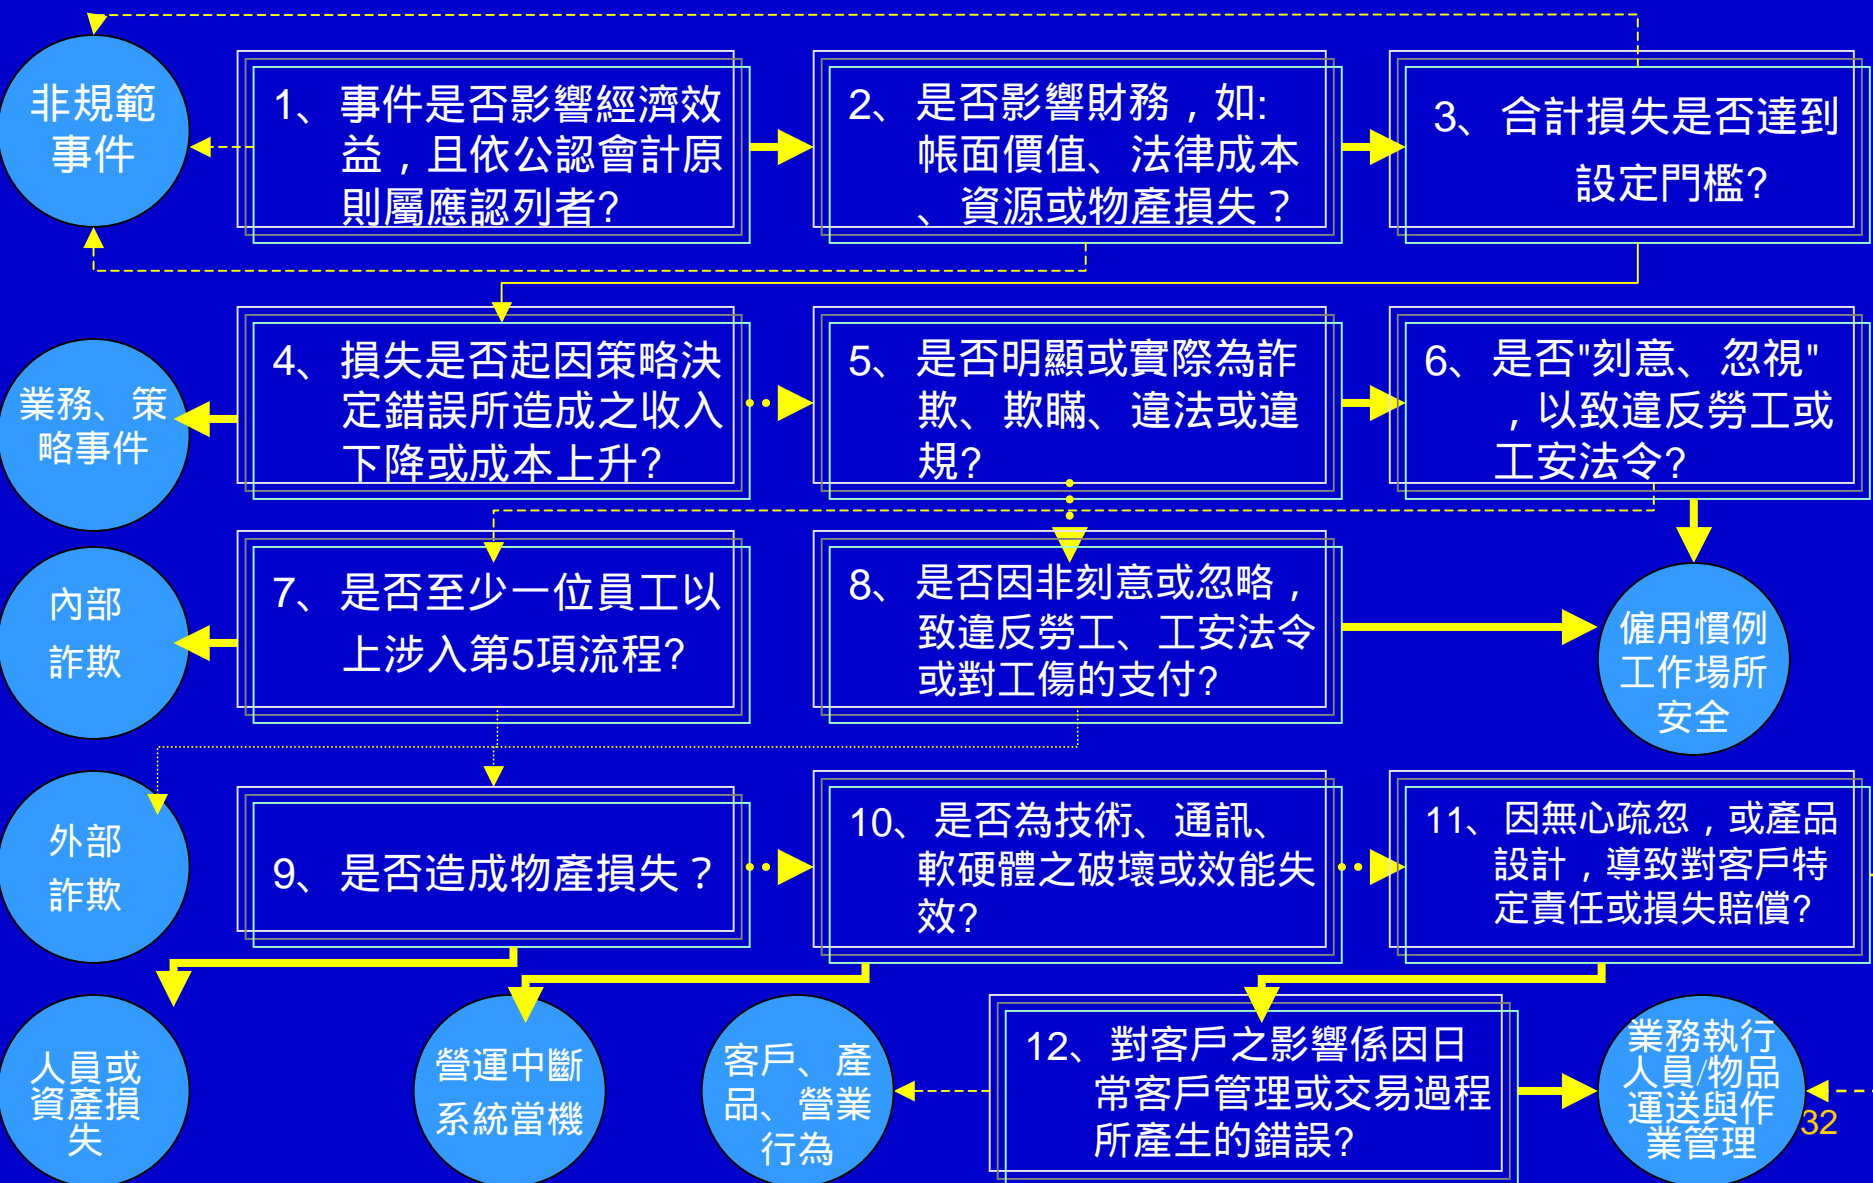 非規範
事件
1、事件是否影響經濟效
益，且依公認會計原
則屬應認列者?
2、是否影響財務，如:
帳面價值、法律成本
、資源或物產損失？
3、合計損失是否達到
設定門檻?
業務、策
略事件
4、損失是否起因策略決
定錯誤所造成之收入
下降或成本上升?
5、是否明顯或實際為詐
欺、欺瞞、違法或違
規?
6、是否"刻意、忽視"
，以致違反勞工或
工安法令?
內部
詐欺
7、是否至少一位員工以
上涉入第5項流程?
8、是否因非刻意或忽略，
致違反勞工、工安法令
或對工傷的支付?
僱用慣例
工作場所
安全
外部
詐欺
9、是否造成物產損失？
10、是否為技術、通訊、
軟硬體之破壞或效能失
效?
11、因無心疏忽，或產品
設計，導致對客戶特
定責任或損失賠償?
人員或
資產損
失
營運中斷
系統當機
客戶、產
品、營業
行為
12、對客戶之影響係因日
常客戶管理或交易過程
所產生的錯誤?
業務執行
人員/物品
運送與作
業管理
32